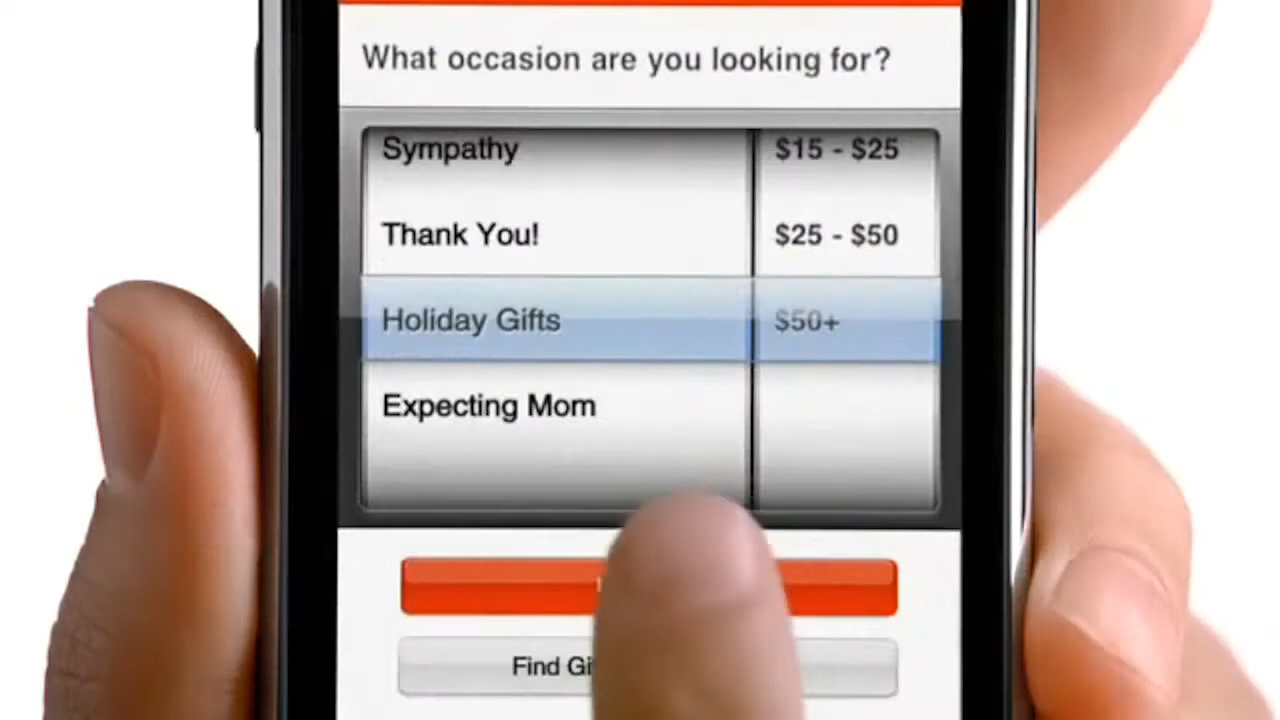 What occasion are you looking for?
Sympathy $15 - $25
Thank You! $25 - $50
Holiday Gifts $50+
Expecting Mom
Find